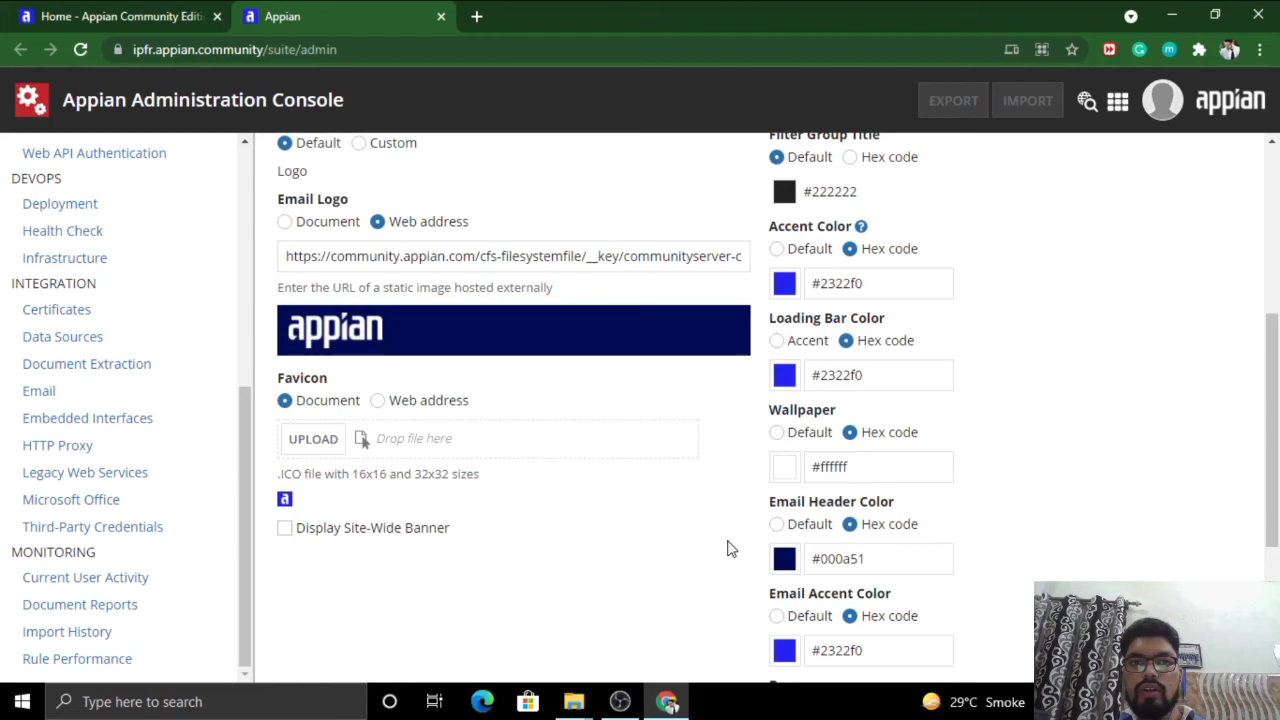 Home - Appian Community Editi
Appian
ipfr.appian.community/suite/admin
Appian Administration Console
EXPORT
IMPORT
appian
Web API Authentication
DEVOPS
Deployment
Health Check
Infrastructure
INTEGRATION
Certificates
Data Sources
Document Extraction
Email
Embedded Interfaces
HTTP Proxy
Legacy Web Services
Microsoft Office
Third-Party Credentials
MONITORING
Current User Activity
Document Reports
Import History
Rule Performance
Default Custom
Logo
Email Logo
Document Web address
https://community.appian.com/cfs-filesystemfile/__key/communityserver-c
Enter the URL of a static image hosted externally
appian
Favicon
Document Web address
UPLOAD Drop file here
.ICO file with 16x16 and 32x32 sizes
a
Display Site-Wide Banner
Filter Group Title
Default Hex code
#222222
Accent Color ?
Default Hex code
#2322f0
Loading Bar Color
Accent Hex code
#2322f0
Wallpaper
Default Hex code
#ffffff
Email Header Color
Default Hex code
#000a51
Email Accent Color
Default Hex code
#2322f0
Type here to search
29°C Smoke